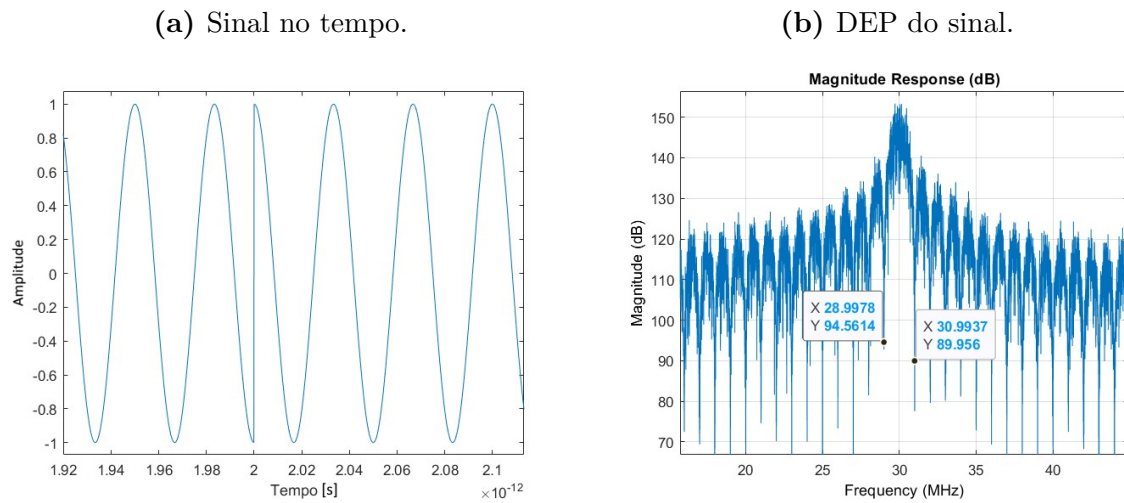 (a) Sinal no tempo.
(b) DEP do sinal.
1
0.8
0.6
0.4
0.2
0
-0.2
-0.4
-0.6
-0.8
-1
Amplitude
1.92 1.94 1.96 1.98 2 2.02 2.04 2.06 2.08 2.1
Tempo [s]
×10⁻¹²
Magnitude Response (dB)
150
140
130
120
110
100
90
80
70
Magnitude (dB)
X 28.9978
Y 94.5614
X 30.9937
Y 89.956
20 25 30 35 40
Frequency (MHz)